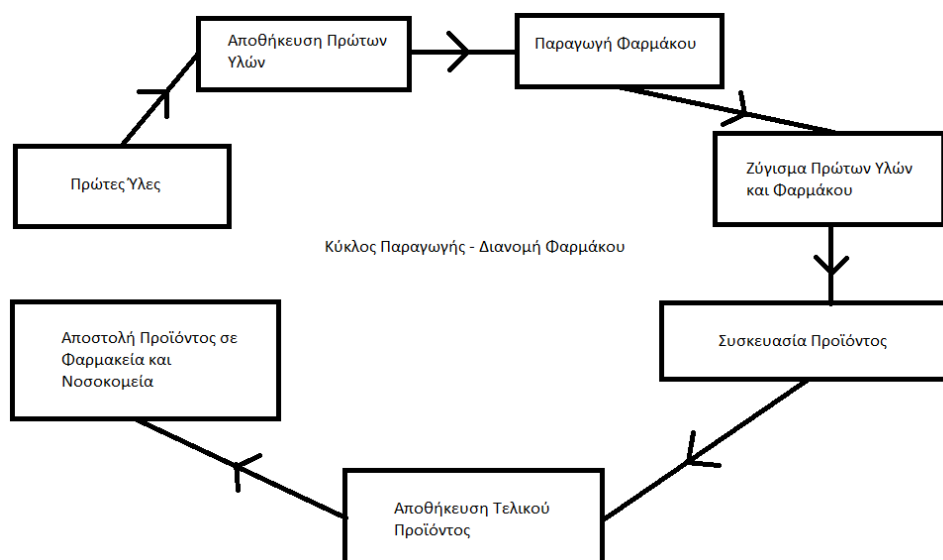 Αποθήκευση Πρώτων
Υλών
Παραγωγή Φαρμάκου
Πρώτες Ύλες
Ζύγισμα Πρώτων Υλών
και Φαρμάκου
Κύκλος Παραγωγής - Διανομή Φαρμάκου
Αποστολή Προϊόντος σε
Φαρμακεία και
Νοσοκομεία
Συσκευασία Προϊόντος
Αποθήκευση Τελικού
Προϊόντος